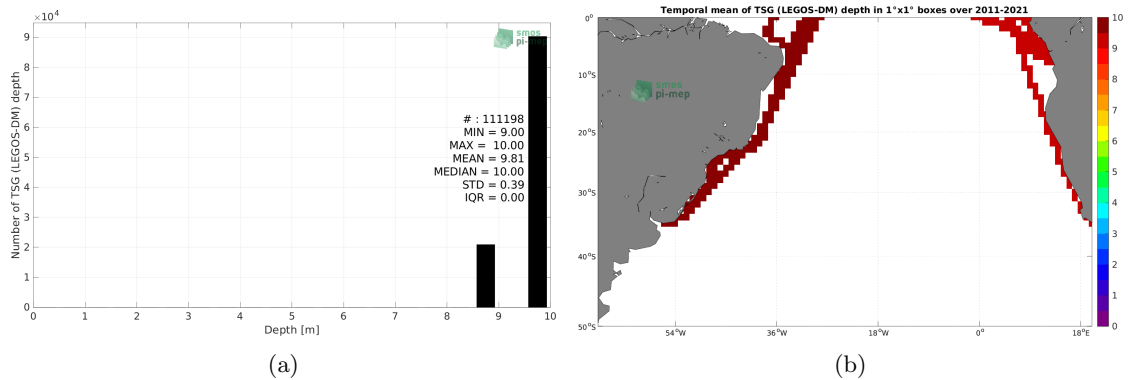 ×10⁴
9
8
7
6
5
4
3
2
1
0
Number of TSG (LEGOS-DM) depth
smos
pi-mep
# : 111198
MIN = 9.00
MAX = 10.00
MEAN = 9.81
MEDIAN = 10.00
STD = 0.39
IQR = 0.00
0 1 2 3 4 5 6 7 8 9 10
Depth [m]
(a)
Temporal mean of TSG (LEGOS-DM) depth in 1°x1° boxes over 2011-2021
0°
10°S
20°S
30°S
40°S
50°S
smos
pi-mep
54°W 36°W 18°W 0° 18°E
10
9
8
7
6
5
4
3
2
1
0
(b)